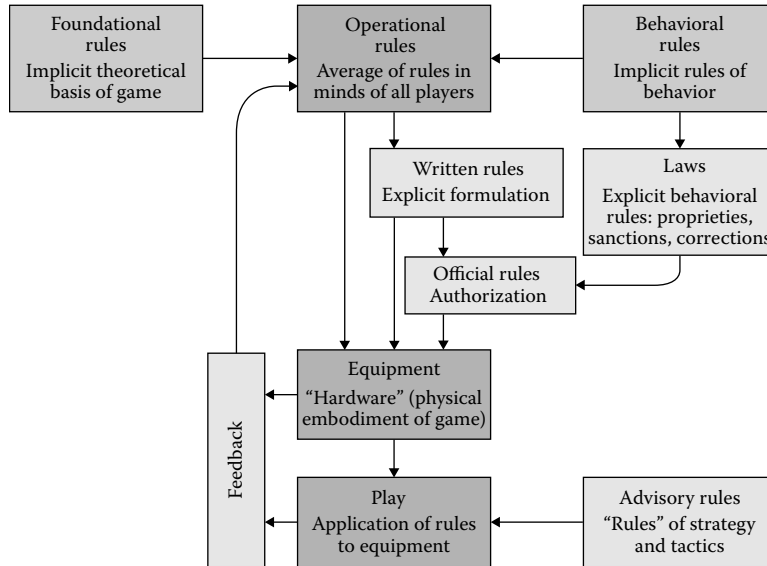 Foundational
rules
Implicit theoretical
basis of game
Operational
rules
Average of rules in
minds of all players
Behavioral
rules
Implicit rules of
behavior
Written rules
Explicit formulation
Laws
Explicit behavioral
rules: proprieties,
sanctions, corrections
Official rules
Authorization
Equipment
“Hardware” (physical
embodiment of game)
Feedback
Play
Application of rules
to equipment
Advisory rules
“Rules” of strategy
and tactics